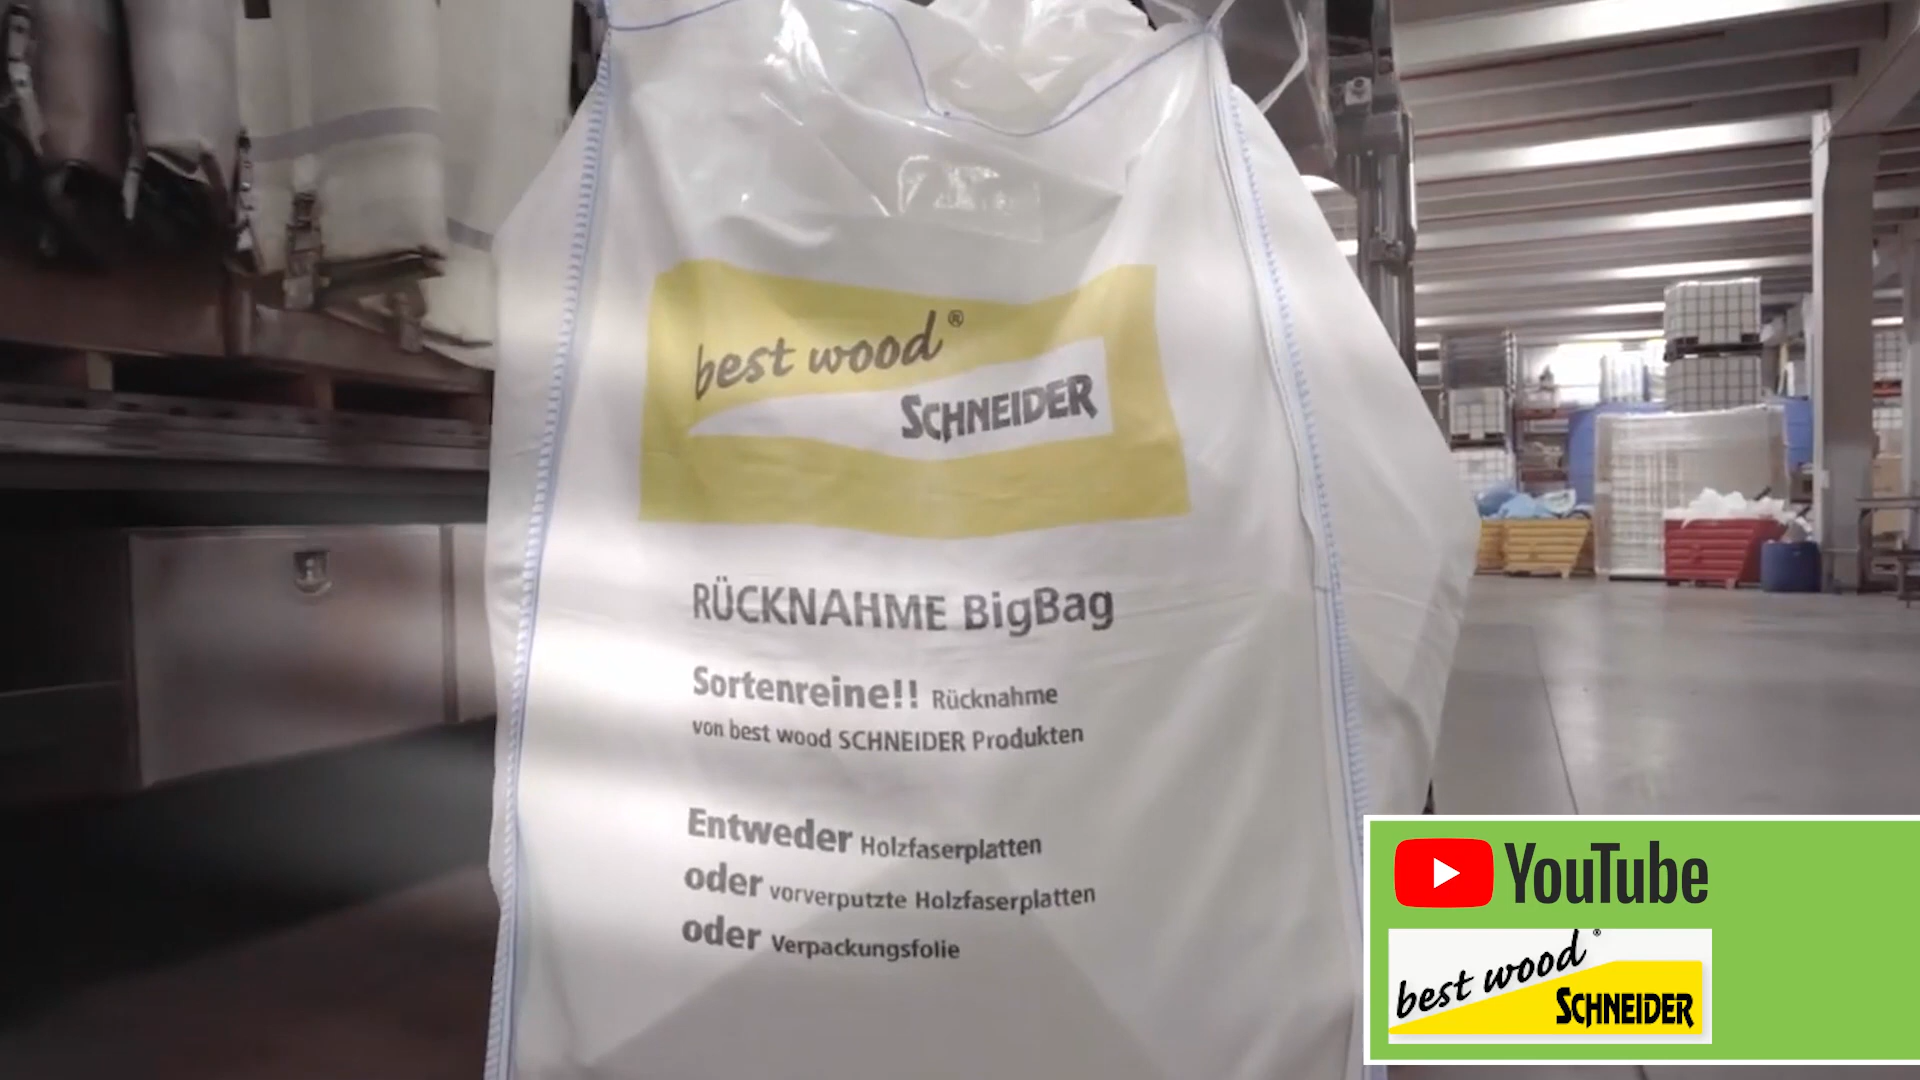 best wood®
SCHNEIDER
RÜCKNAHME BigBag
Sortenreine!! Rücknahme
von best wood SCHNEIDER Produkten
Entweder Holzfaserplatten
oder vorverputzte Holzfaserplatten
oder Verpackungsfolie
YouTube
best wood®
SCHNEIDER